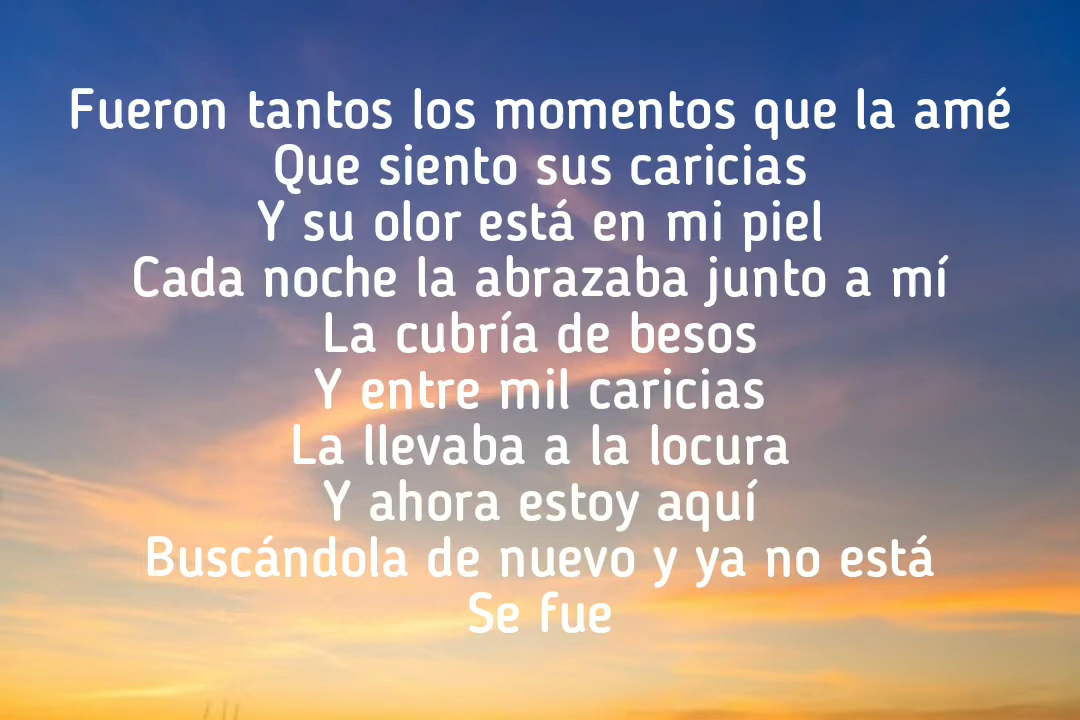 Fueron tantos los momentos que la amé
Que siento sus caricias
Y su olor está en mi piel
Cada noche la abrazaba junto a mí
La cubría de besos
Y entre mil caricias
La llevaba a la locura
Y ahora estoy aquí
Buscándola de nuevo y ya no está
Se fue